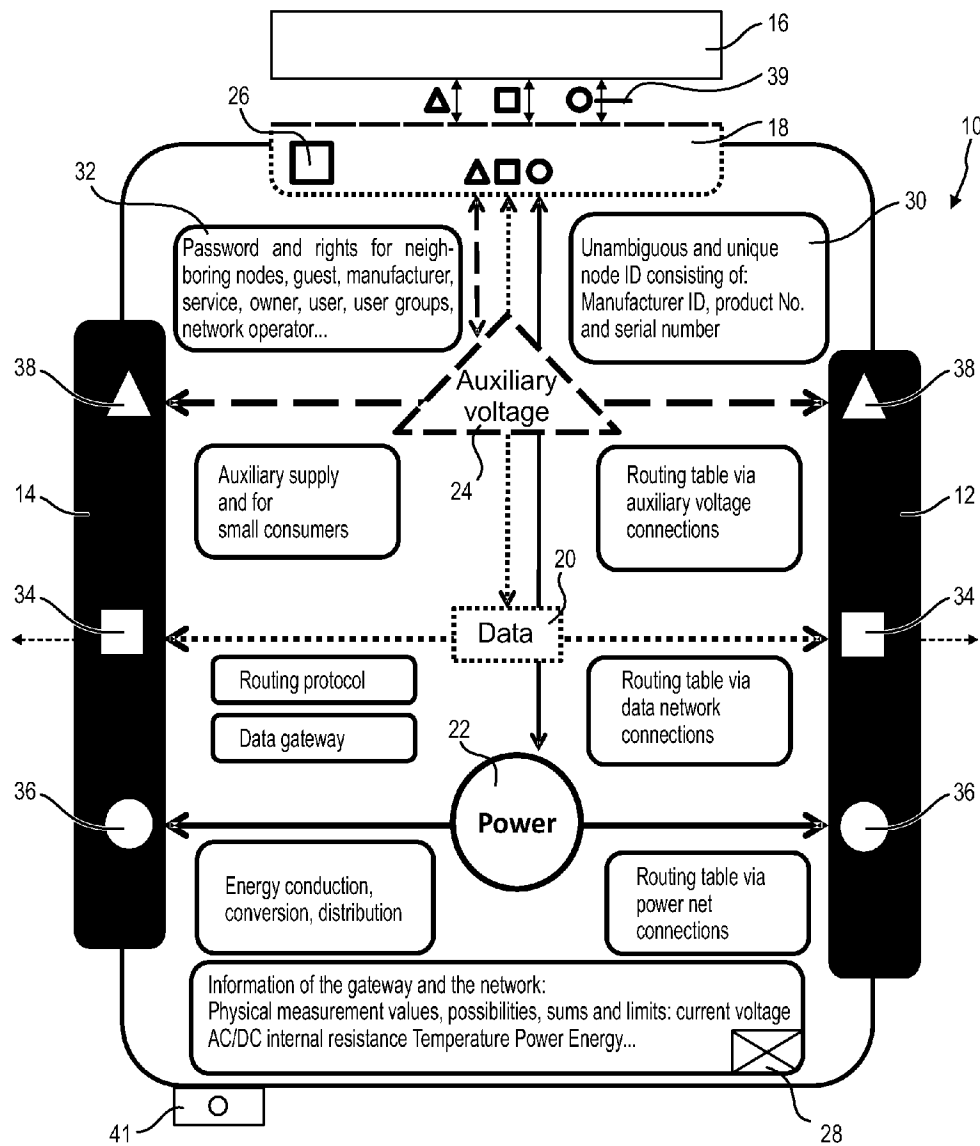 16
39
26
18
10
32
30
Password and rights for neigh-
boring nodes, guest, manufacturer,
service, owner, user, user groups,
network operator...
Unambiguous and unique
node ID consisting of:
Manufacturer ID, product No.
and serial number
38
Auxiliary
voltage
38
24
Auxiliary supply
and for
small consumers
Routing table via
auxiliary voltage
connections
14
12
20
34
Data
34
Routing protocol
Data gateway
Routing table via
data network
connections
22
36
Power
36
Energy conduction,
conversion, distribution
Routing table via
power net
connections
Information of the gateway and the network:
Physical measurement values, possibilities, sums and limits: current voltage
AC/DC internal resistance Temperature Power Energy...
41
28